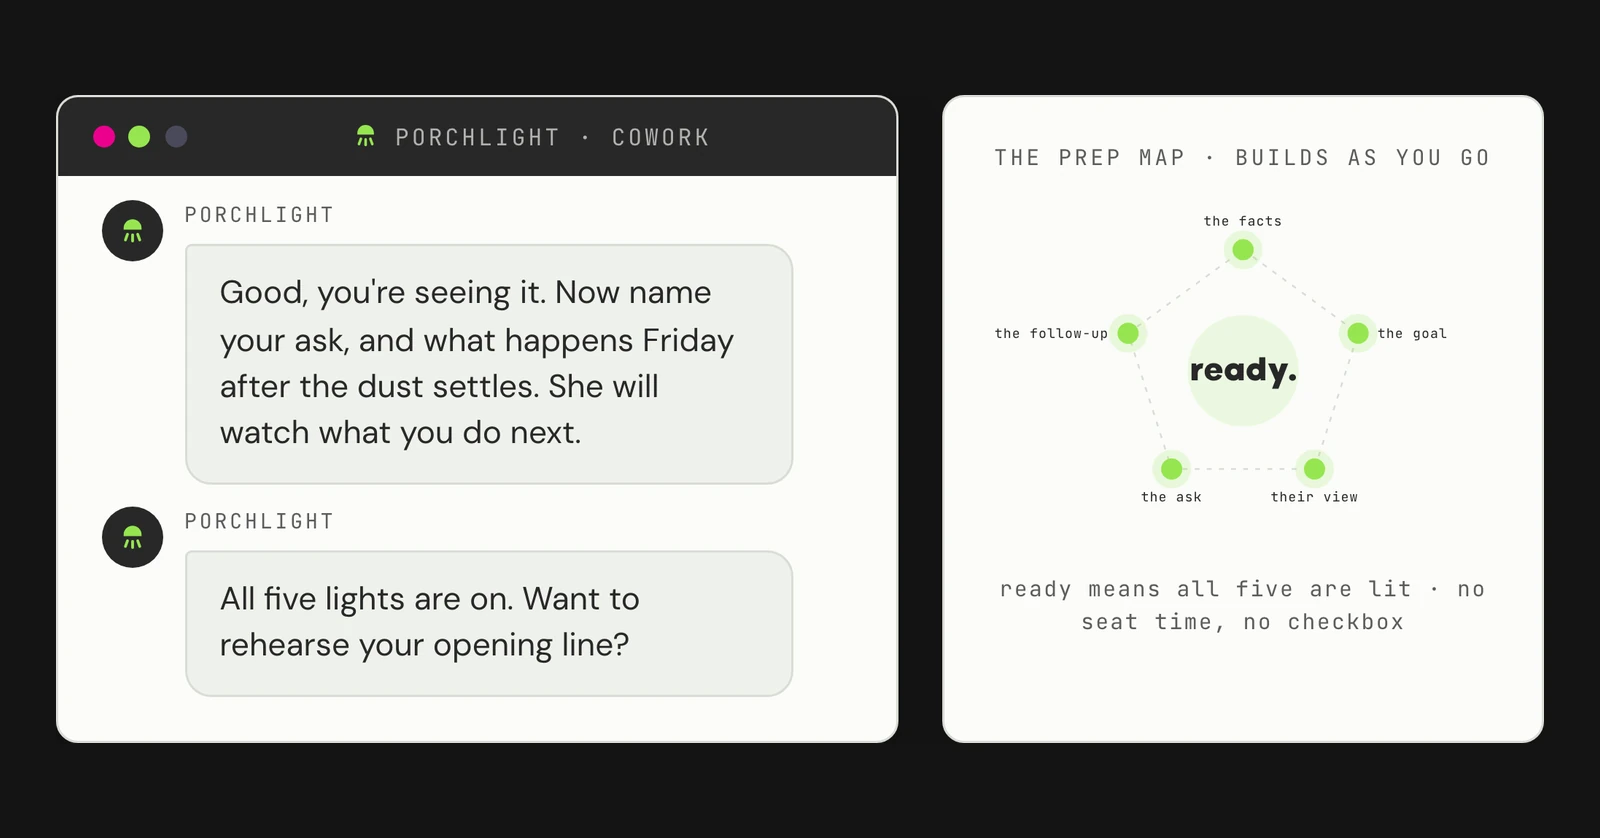 PORCHLIGHT · COWORK
PORCHLIGHT
Good, you're seeing it. Now name
your ask, and what happens Friday
after the dust settles. She will
watch what you do next.
PORCHLIGHT
All five lights are on. Want to
rehearse your opening line?
THE PREP MAP · BUILDS AS YOU GO
the facts
the follow-up
the goal
ready.
the ask
their view
ready means all five are lit · no
seat time, no checkbox